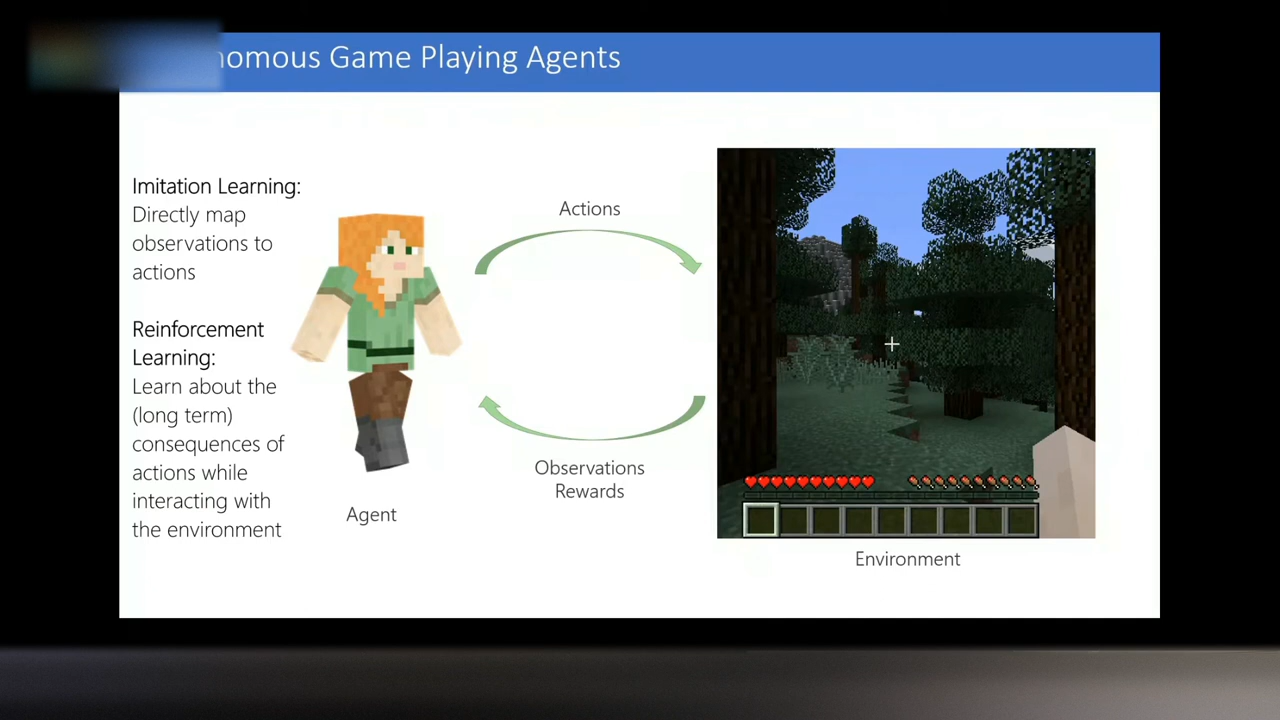 nomous Game Playing Agents
Imitation Learning:
Directly map
observations to
actions
Reinforcement
Learning:
Learn about the
(long term)
consequences of
actions while
interacting with
the environment
Agent
Actions
Observations
Rewards
Environment